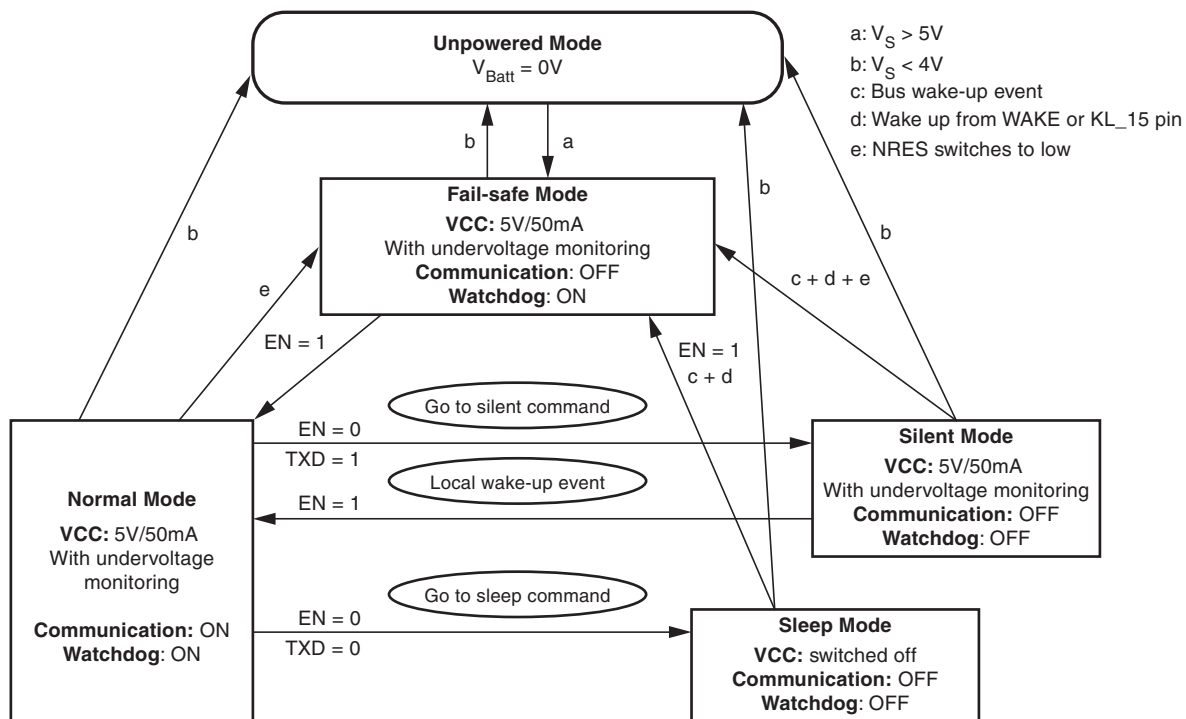 Unpowered Mode
V_Batt = 0V
a: V_S > 5V
b: V_S < 4V
c: Bus wake-up event
d: Wake up from WAKE or KL_15 pin
e: NRES switches to low
b
a
Fail-safe Mode
VCC: 5V/50mA
With undervoltage monitoring
Communication: OFF
Watchdog: ON
b
e
EN = 1
b
b
c + d + e
EN = 1
c + d
Go to silent command
EN = 0
TXD = 1
Local wake-up event
EN = 1
Go to sleep command
EN = 0
TXD = 0
Normal Mode
VCC: 5V/50mA
With undervoltage
monitoring
Communication: ON
Watchdog: ON
Silent Mode
VCC: 5V/50mA
With undervoltage monitoring
Communication: OFF
Watchdog: OFF
Sleep Mode
VCC: switched off
Communication: OFF
Watchdog: OFF